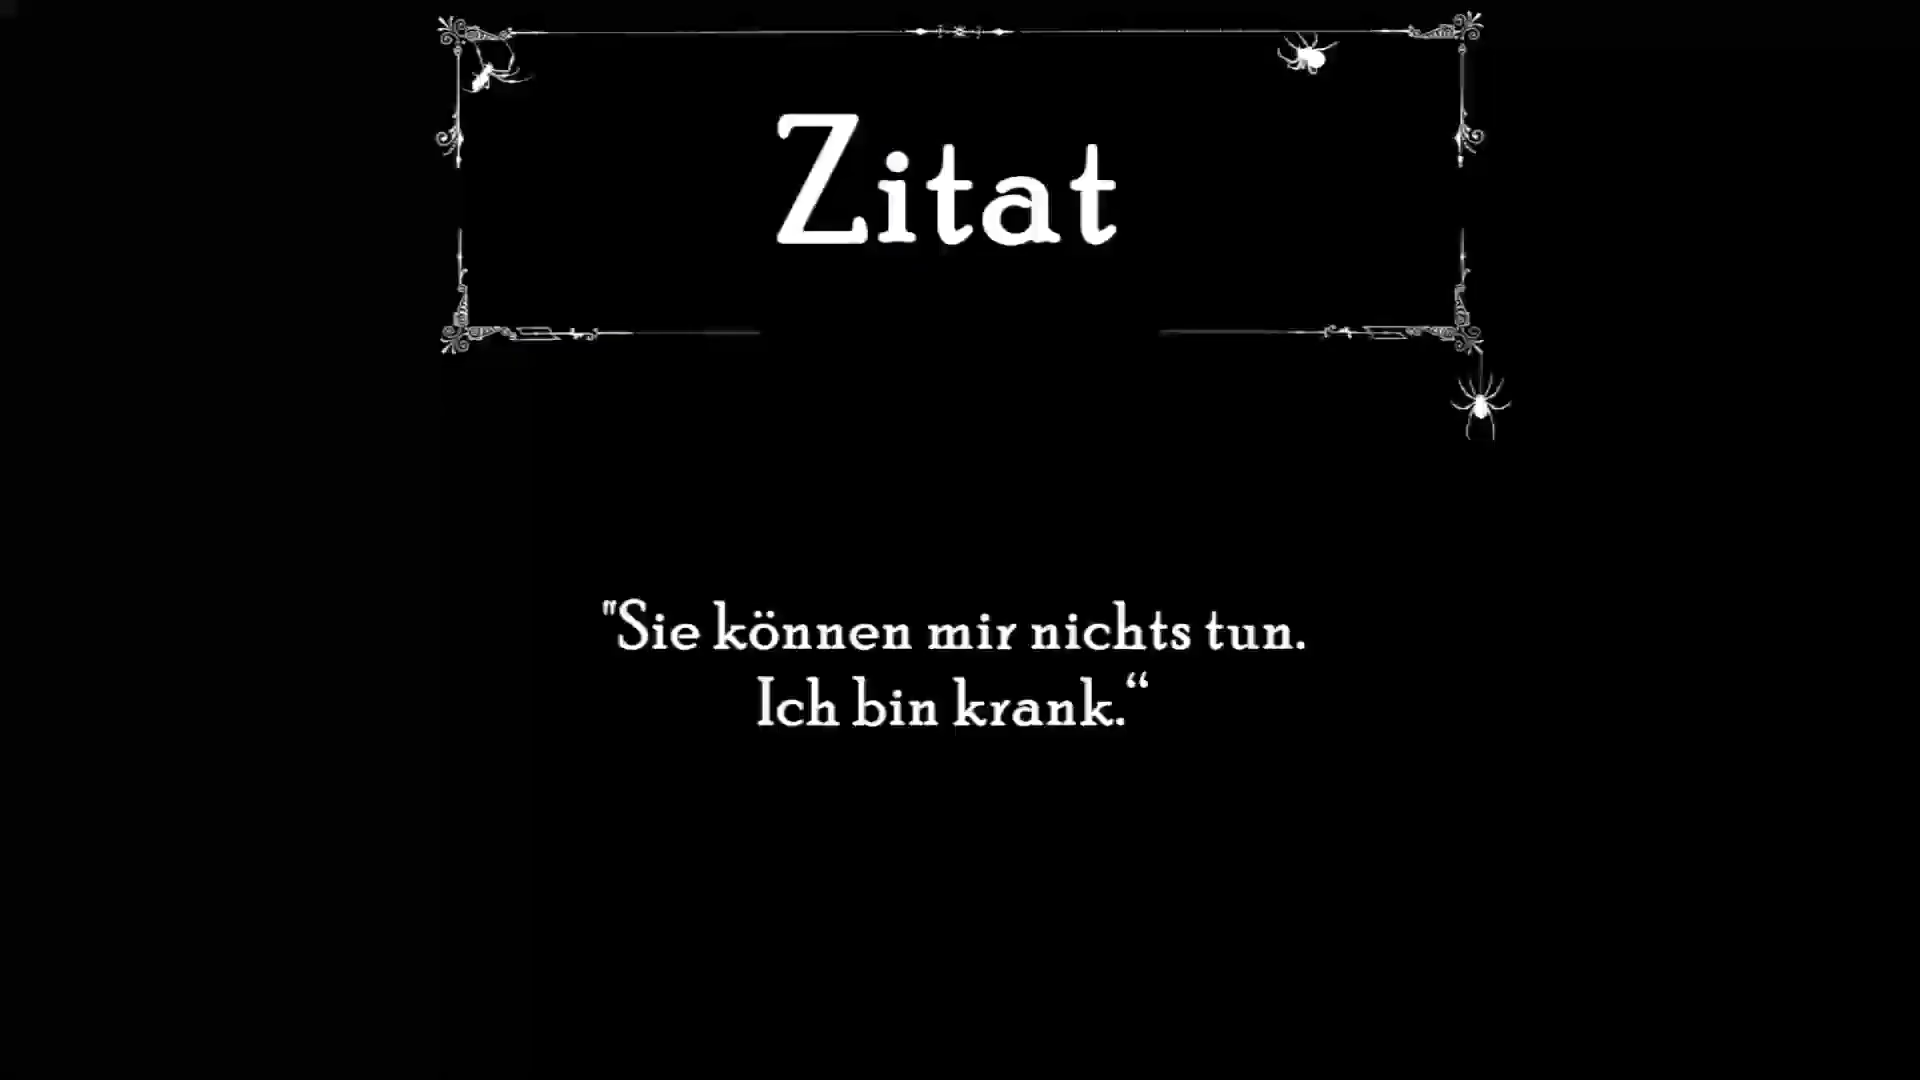 Zitat
"Sie können mir nichts tun.
Ich bin krank.“